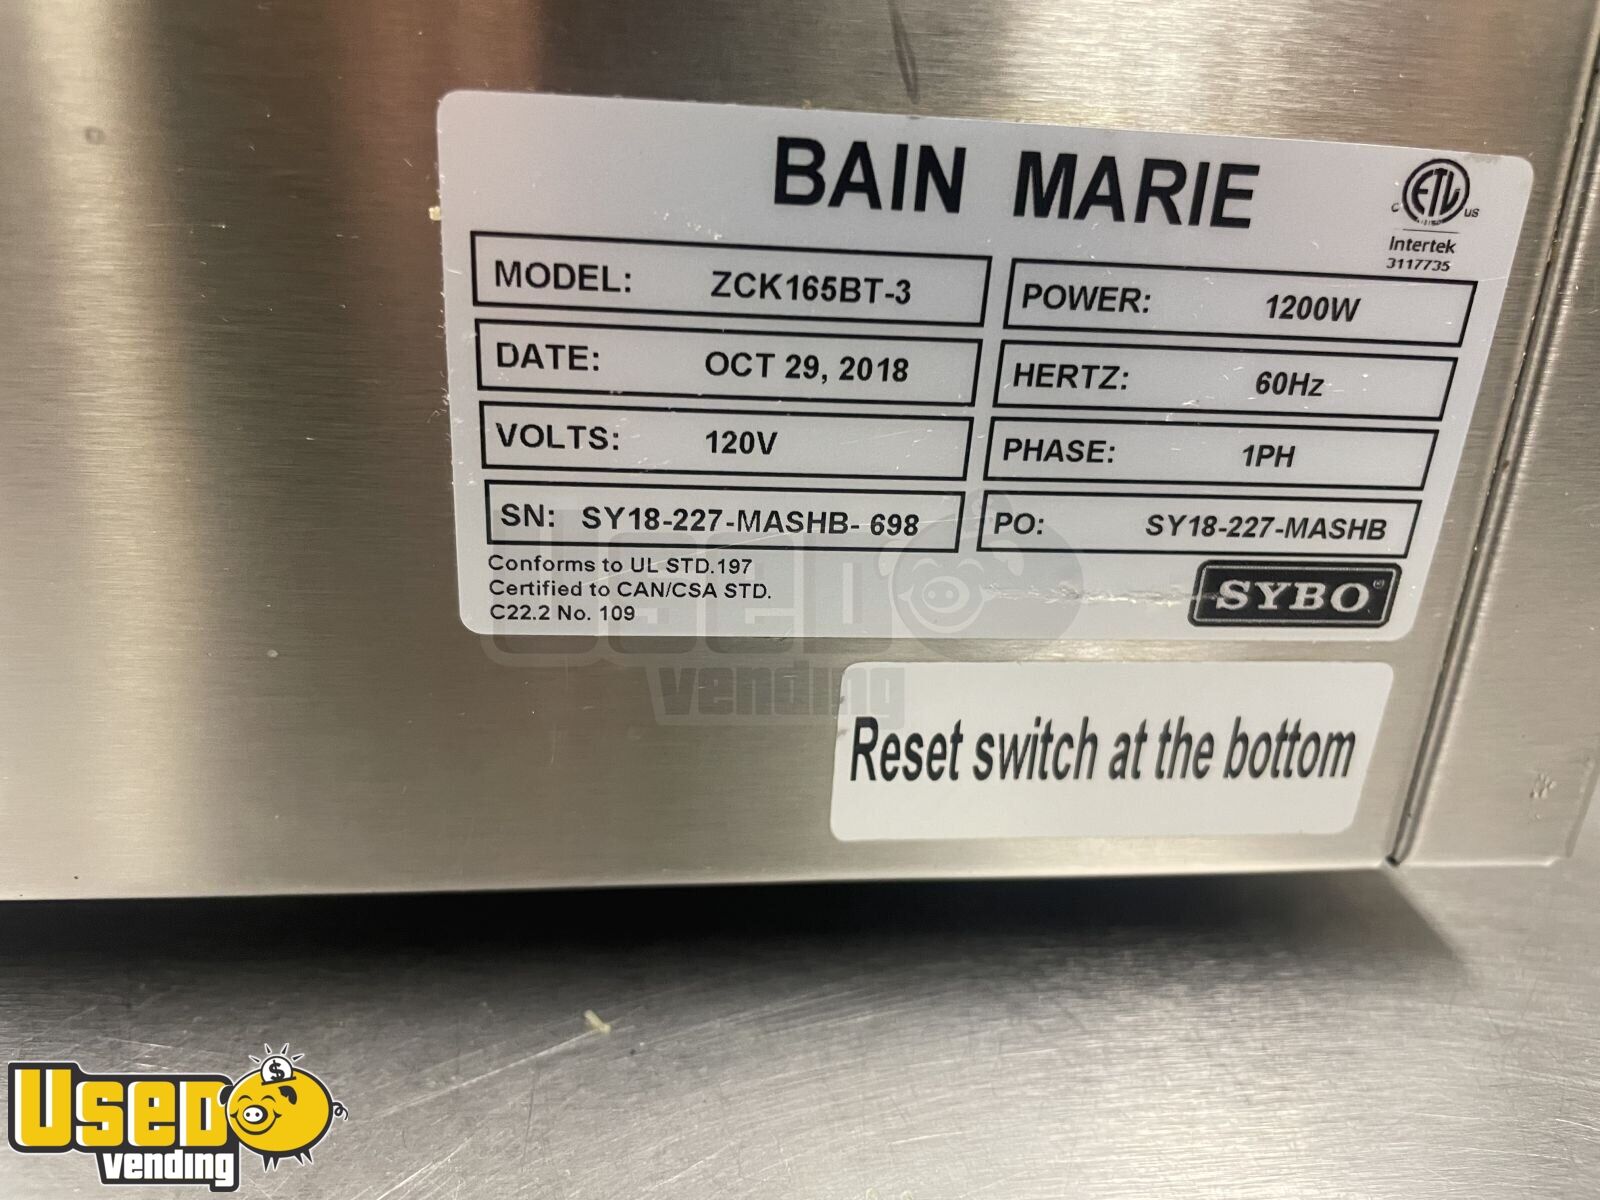 BAIN MARIE
ETL
C US
Intertek
3117735
MODEL: ZCK165BT-3
POWER: 1200W
DATE: OCT 29, 2018
HERTZ: 60Hz
VOLTS: 120V
PHASE: 1PH
SN: SY18-227-MASHB- 698
PO: SY18-227-MASHB
Conforms to UL STD.197
Certified to CAN/CSA STD.
C22.2 No. 109
SYBO®
USED
vending
Reset switch at the bottom
$
USED
vending